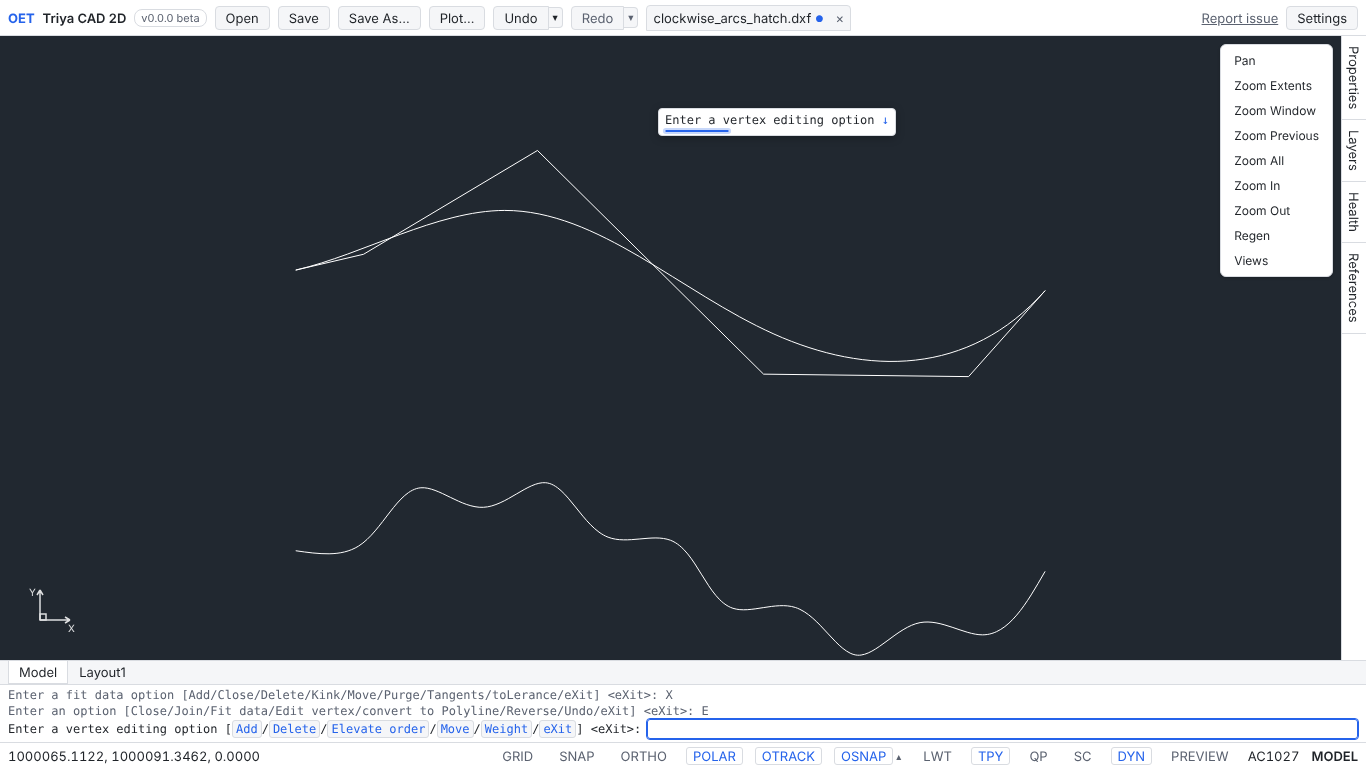 OET Triya CAD 2D v0.0.0 beta Open Save Save As... Plot... Undo ▾ Redo ▾ clockwise_arcs_hatch.dxf ● × Report issue Settings
Enter a vertex editing option ↓
Pan
Zoom Extents
Zoom Window
Zoom Previous
Zoom All
Zoom In
Zoom Out
Regen
Views
Properties
Layers
Health
References
Y
X
Model Layout1
Enter a fit data option [Add/Close/Delete/Kink/Move/Purge/Tangents/toLerance/eXit] <eXit>: X
Enter an option [Close/Join/Fit data/Edit vertex/convert to Polyline/Reverse/Undo/eXit] <eXit>: E
Enter a vertex editing option [Add/Delete/Elevate order/Move/Weight/eXit] <eXit>:
1000065.1122, 1000091.3462, 0.0000 GRID SNAP ORTHO POLAR OTRACK OSNAP ▴ LWT TPY QP SC DYN PREVIEW AC1027 MODEL